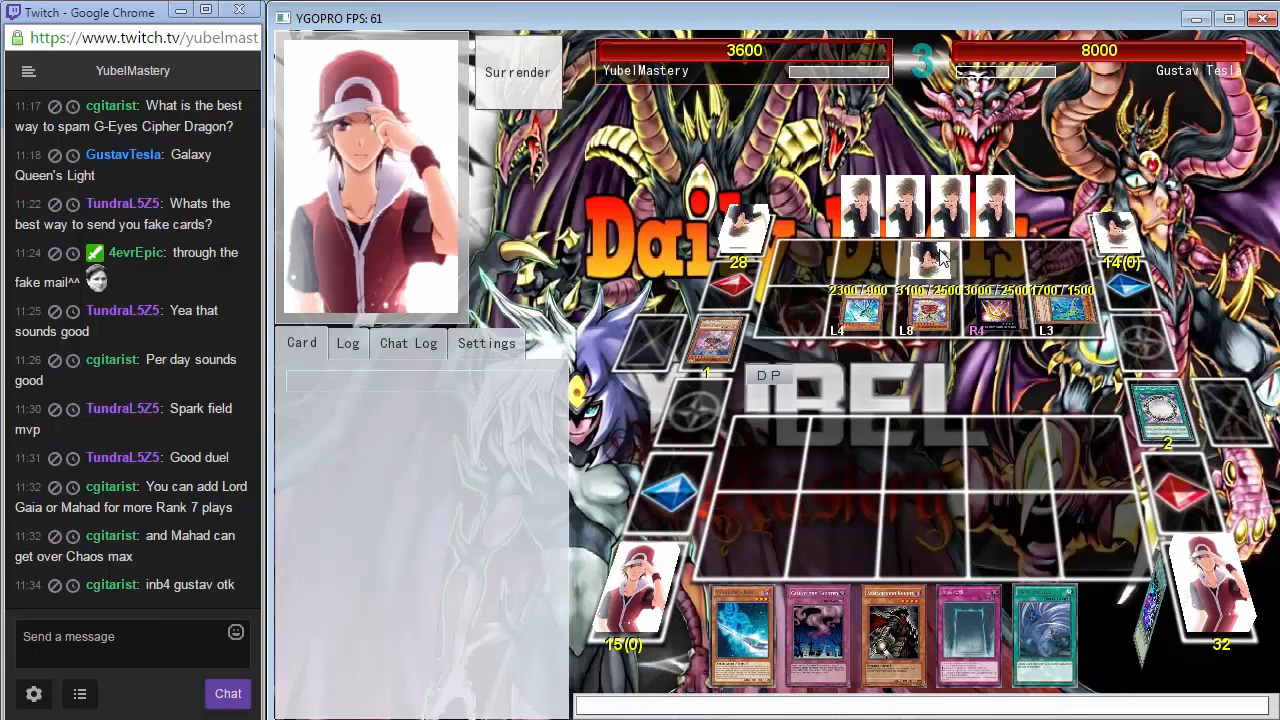 Twitch - Google Chrome
https://www.twitch.tv/yubelmast
11:17 cgitarist: What is the best
way to spam G-Eyes Cipher Dragon?
11:18 GustavTesla: Galaxy
Queen's Light
11:22 TundraL5Z5: Whats the
best way to send you fake cards?
11:24 4evrEpic: through the
fake mail^^
11:25 TundraL5Z5: Yea that
sounds good
11:26 cgitarist: Per day sounds
good
11:30 TundraL5Z5: Spark field
mvp
11:31 TundraL5Z5: Good duel
11:32 cgitarist: You can add Lord
Gaia or Mahad for more Rank 7 plays
11:32 cgitarist: and Mahad can
get over Chaos max
11:34 cgitarist: inb4 gustav otk
Send a message
Chat
YGOPRO FPS: 61
Surrender
Card
Log
Chat Log
Settings
3600
YubelMastery
3
8000
Gustav Tesla
28
14(0)
2300/900
3100/2500
3000/2500
1700/1500
L4
L8
R4
L3
1
DP
2
15(0)
32